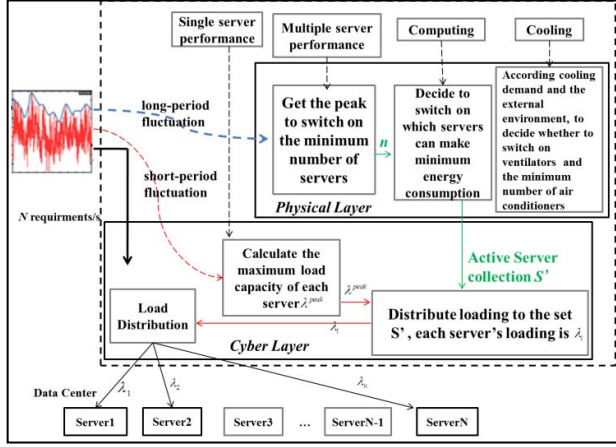 Single server
performance
Multiple server
performance
Computing
Cooling
long-period
fluctuation
short-period
fluctuation
N requirments/s
Get the peak
to switch on
the minimum
number of
servers
n
Decide to
switch on
which servers
can make
minimum
energy
consumption
According cooling
demand and the
external
environment, to
decide whether to
switch on
ventilators and
the minimum
number of air
conditioners
Physical Layer
Calculate the
maximum load
capacity of each
server λ^peak
λ^peak
Active Server
collection S’
Load
Distribution
λ_i
Distribute loading to the set
S’ , each server’s loading is λ_i
Cyber Layer
Data Center
λ_1
λ_2
λ_n
Server1
Server2
Server3
...
ServerN-1
ServerN